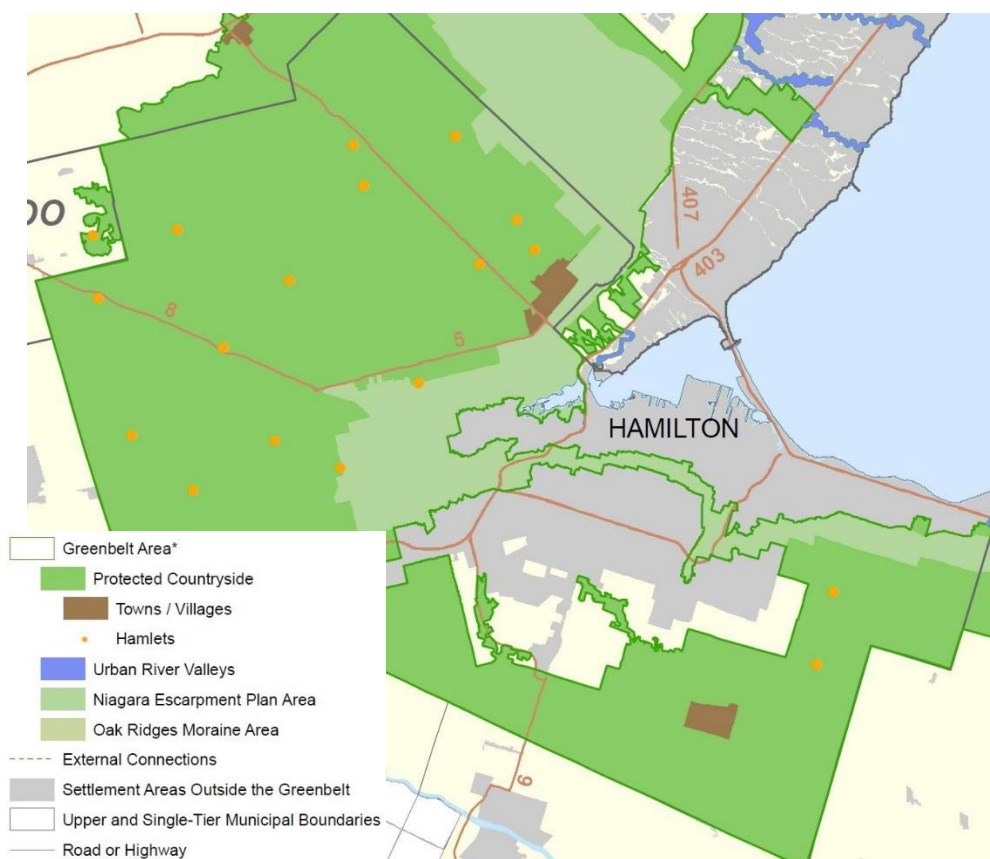 OO
407
403
8
5
HAMILTON
6
Greenbelt Area*
Protected Countryside
Towns / Villages
Hamlets
Urban River Valleys
Niagara Escarpment Plan Area
Oak Ridges Moraine Area
External Connections
Settlement Areas Outside the Greenbelt
Upper and Single-Tier Municipal Boundaries
Road or Highway